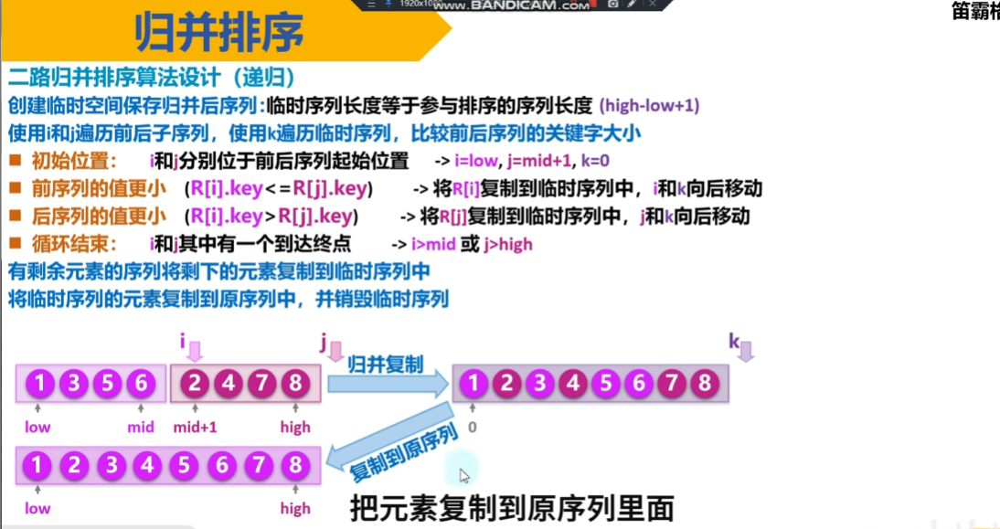 1920x1080
www.BANDICAM.com
笛霸格
归并排序
二路归并排序算法设计（递归）
创建临时空间保存归并后序列：临时序列长度等于参与排序的序列长度 (high-low+1)
使用i和j遍历前后子序列，使用k遍历临时序列，比较前后序列的关键字大小
■ 初始位置： i和j分别位于前后序列起始位置 -> i=low, j=mid+1, k=0
■ 前序列的值更小 (R[i].key<=R[j].key) -> 将R[i]复制到临时序列中，i和k向后移动
■ 后序列的值更小 (R[i].key>R[j].key) -> 将R[j]复制到临时序列中，j和k向后移动
■ 循环结束： i和j其中有一个到达终点 -> i>mid 或 j>high
有剩余元素的序列将剩下的元素复制到临时序列中
将临时序列的元素复制到原序列中，并销毁临时序列
i j k
归并复制
1 3 5 6 2 4 7 8 1 2 3 4 5 6 7 8
low mid mid+1 high 0
复制到原序列
1 2 3 4 5 6 7 8
low high
把元素复制到原序列里面